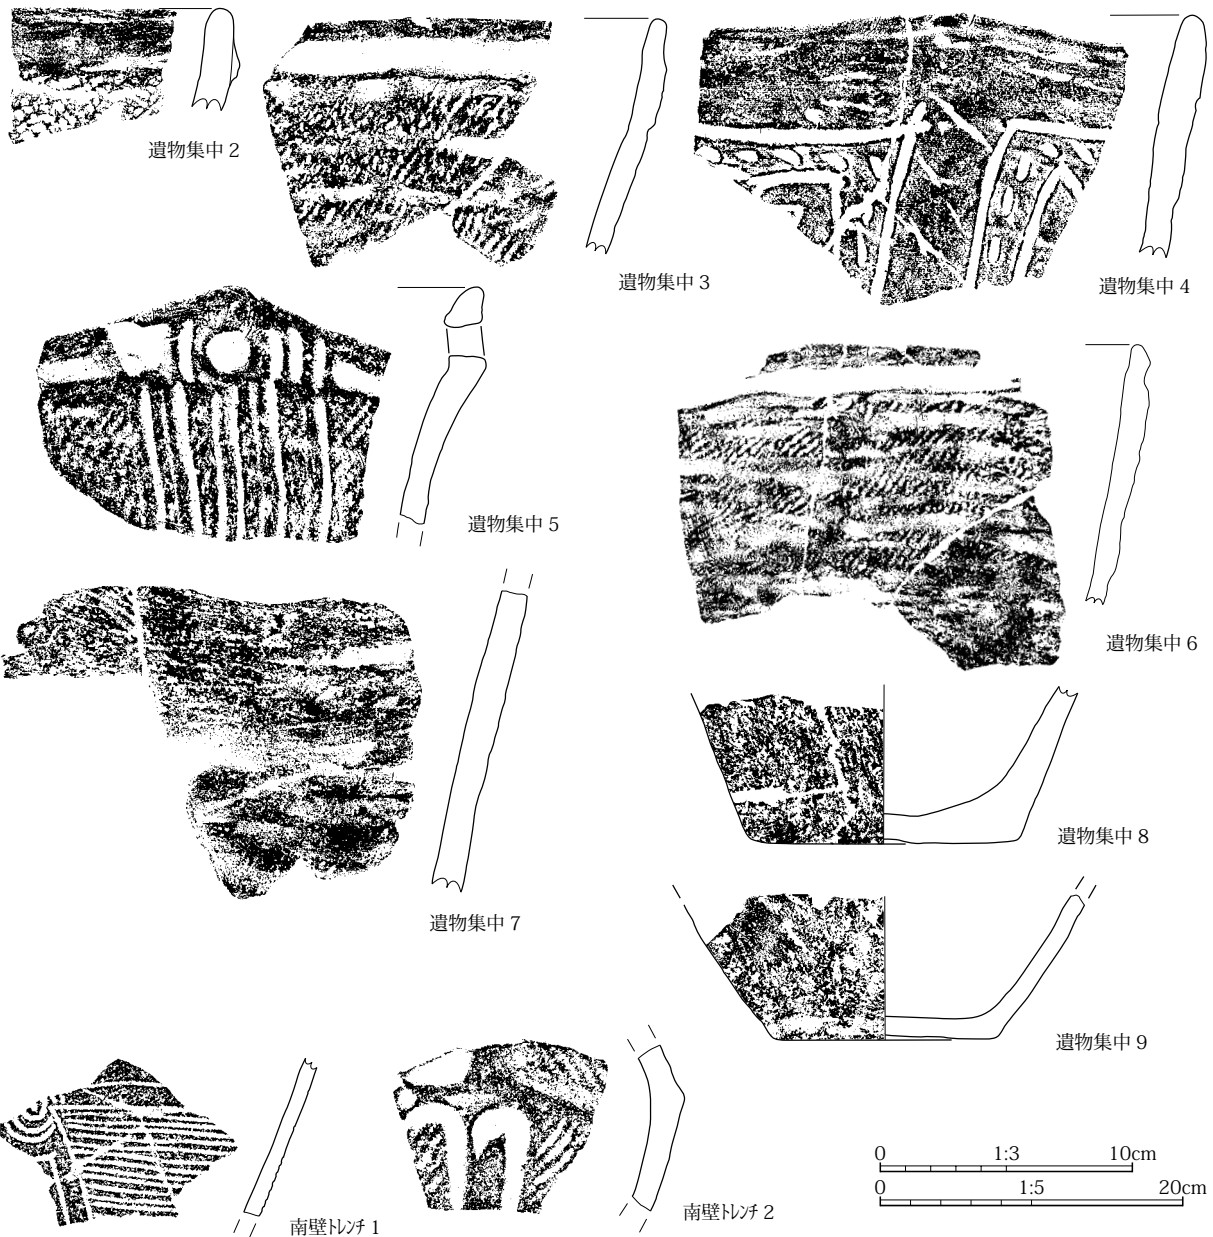 遺物集中 2
遺物集中 3
遺物集中 4
遺物集中 5
遺物集中 6
遺物集中 7
遺物集中 8
遺物集中 9
南壁トレンチ 1
南壁トレンチ 2
0 1:3 10cm
0 1:5 20cm